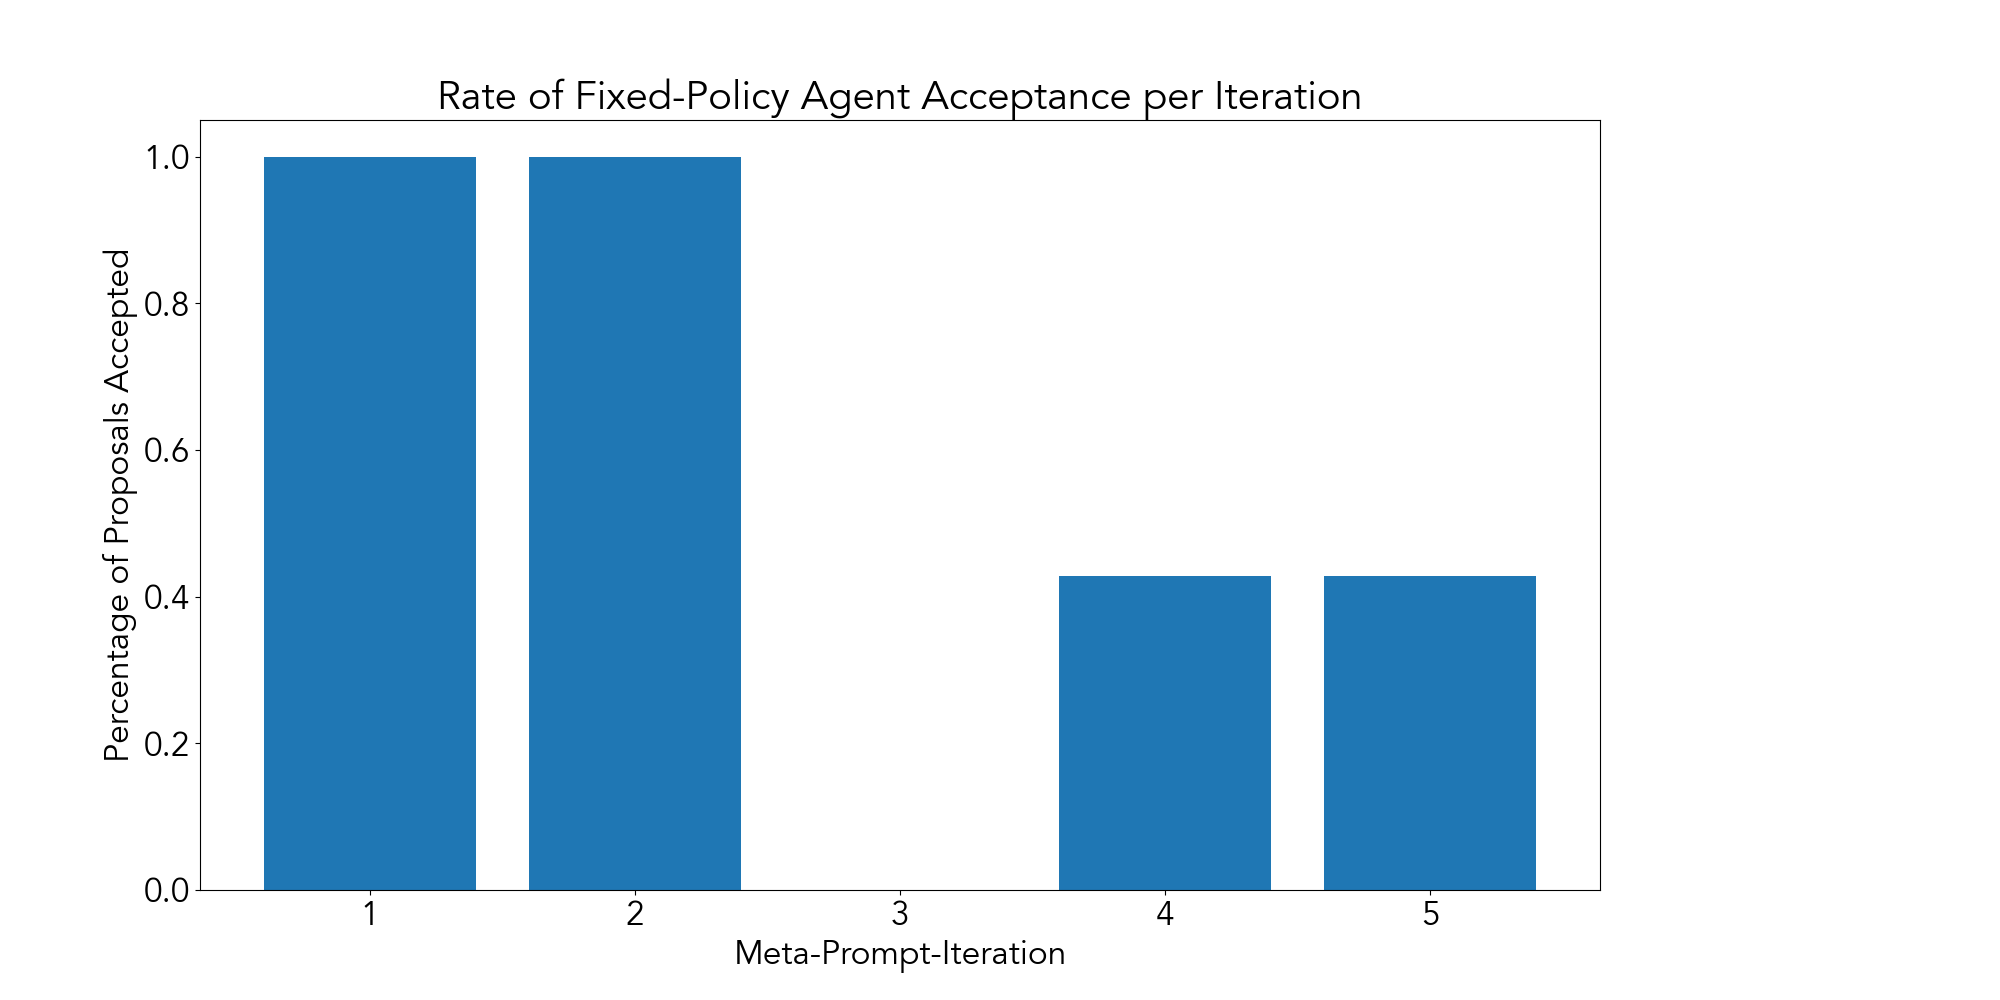 Rate of Fixed-Policy Agent Acceptance per Iteration
Percentage of Proposals Accepted
1.0
0.8
0.6
0.4
0.2
0.0
1 2 3 4 5
Meta-Prompt-Iteration